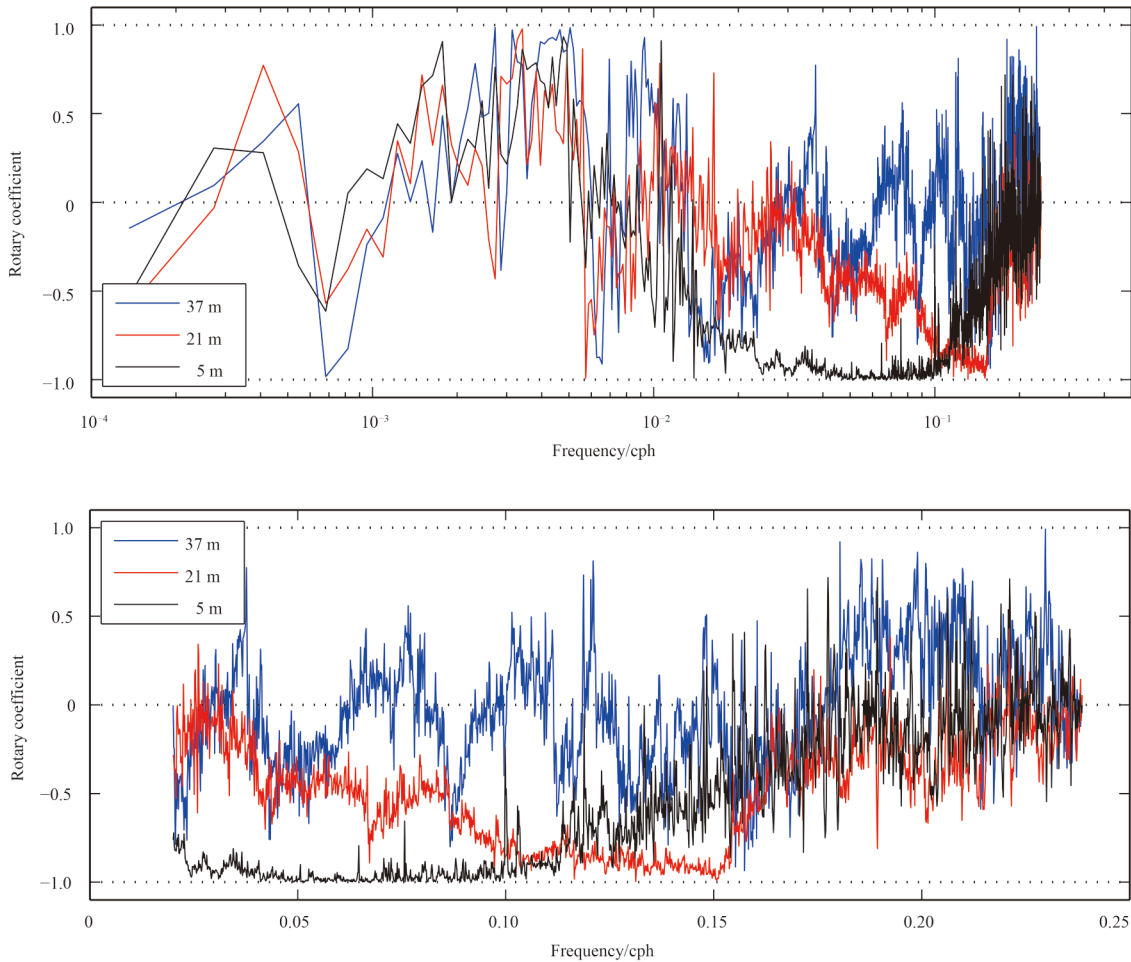 1.0
0.5
0
−0.5
−1.0
Rotary coefficient
37 m
21 m
5 m
10⁻⁴
10⁻³
10⁻²
10⁻¹
Frequency/cph
1.0
0.5
0
−0.5
−1.0
Rotary coefficient
37 m
21 m
5 m
0
0.05
0.10
0.15
0.20
0.25
Frequency/cph